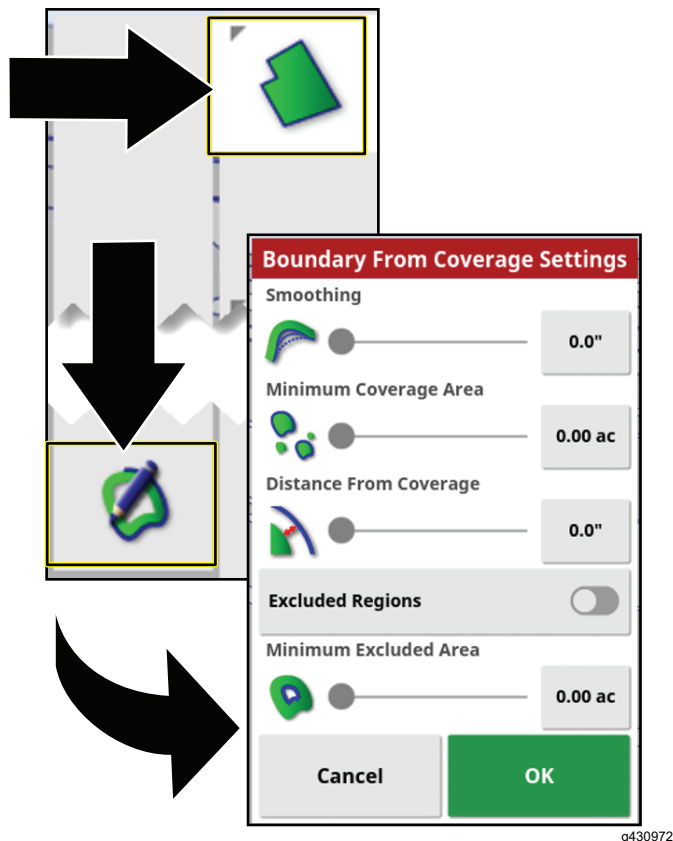 Boundary From Coverage Settings
Smoothing
0.0"
Minimum Coverage Area
0.00 ac
Distance From Coverage
0.0"
Excluded Regions
Minimum Excluded Area
0.00 ac
Cancel
OK
g430972